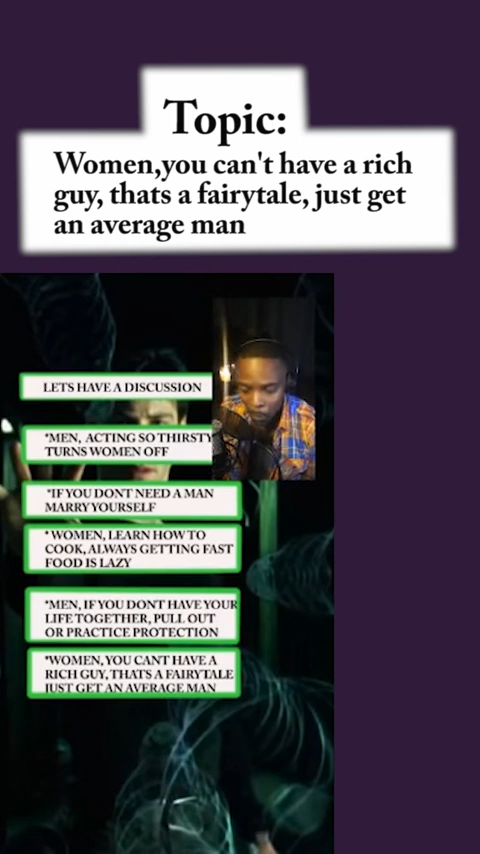 Topic:
Women,you can't have a rich
guy, thats a fairytale, just get
an average man
LETS HAVE A DISCUSSION
*MEN, ACTING SO THIRSTY
TURNS WOMEN OFF
*IF YOU DONT NEED A MAN
MARRY YOURSELF
* WOMEN, LEARN HOW TO
COOK, ALWAYS GETTING FAST
FOOD IS LAZY
*MEN, IF YOU DONT HAVE YOUR
LIFE TOGETHER, PULL OUT
OR PRACTICE PROTECTION
*WOMEN, YOU CANT HAVE A
RICH GUY, THATS A FAIRYTALE
JUST GET AN AVERAGE MAN